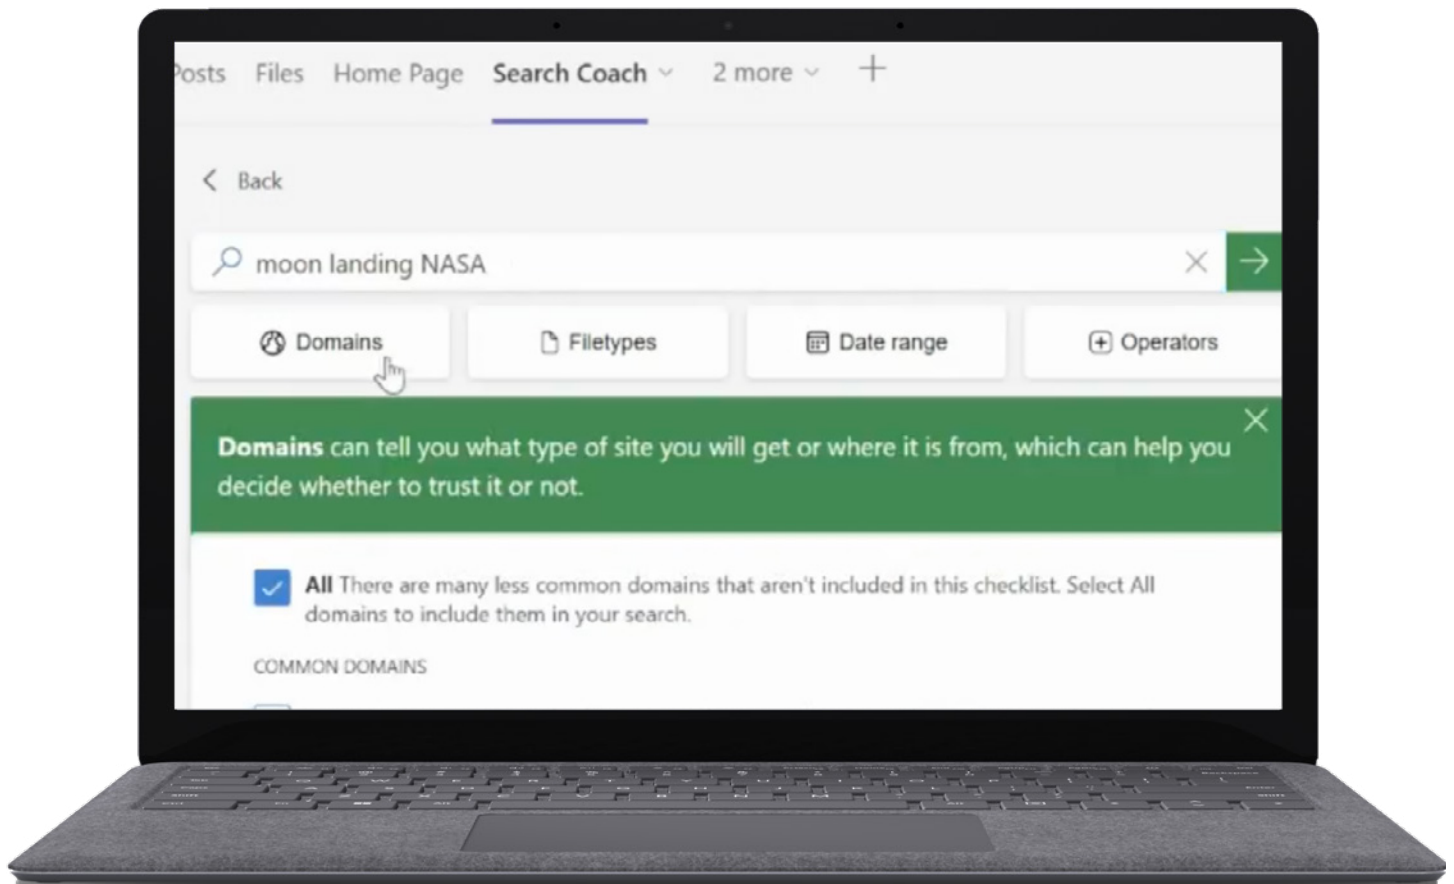 Posts Files Home Page Search Coach 2 more
Back
moon landing NASA
Domains Filetypes Date range Operators
Domains can tell you what type of site you will get or where it is from, which can help you
decide whether to trust it or not.
All There are many less common domains that aren't included in this checklist. Select All
domains to include them in your search.
COMMON DOMAINS